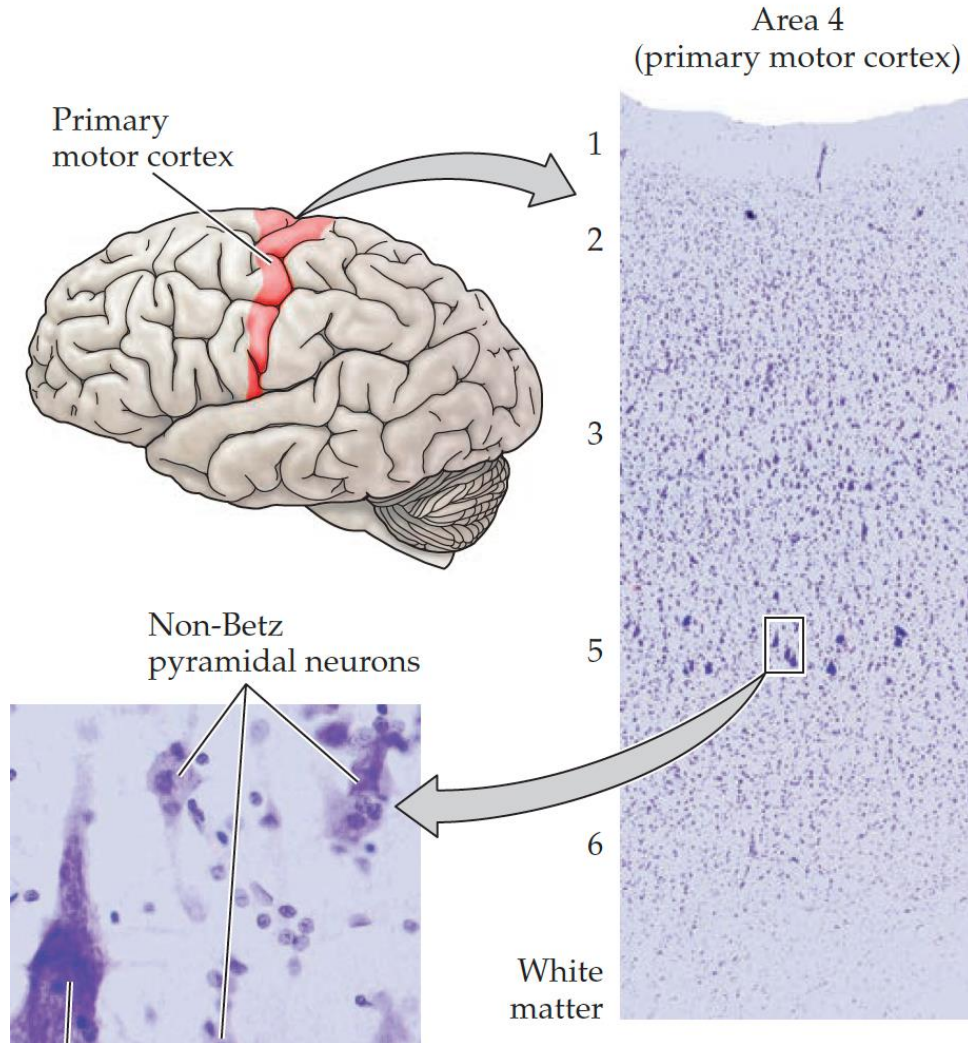 Area 4
(primary motor cortex)
Primary
motor cortex
1
2
3
5
6
White
matter
Non-Betz
pyramidal neurons